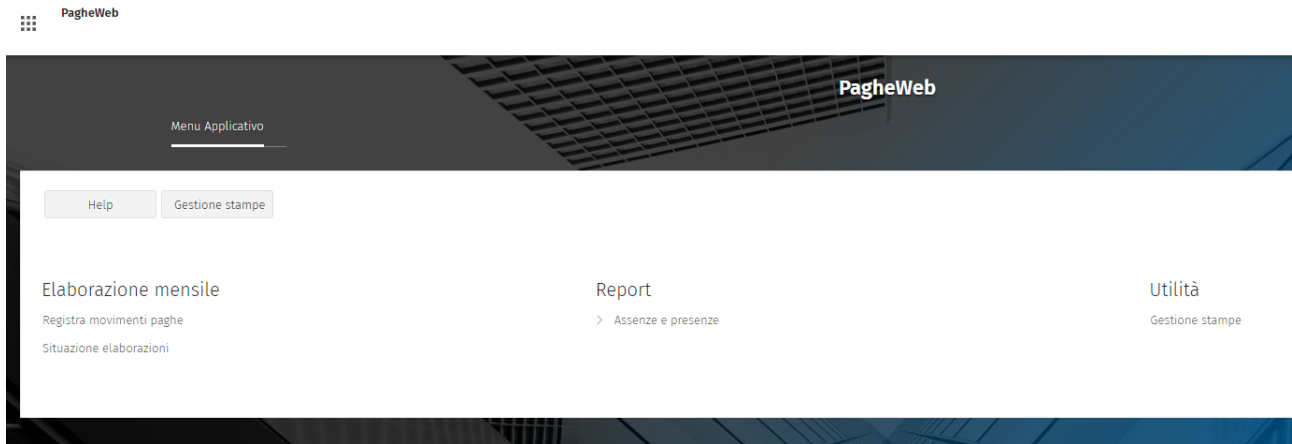 PagheWeb
PagheWeb
Menu Applicativo
Help
Gestione stampe
Elaborazione mensile
Registra movimenti paghe
Situazione elaborazioni
Report
Assenze e presenze
Utilità
Gestione stampe